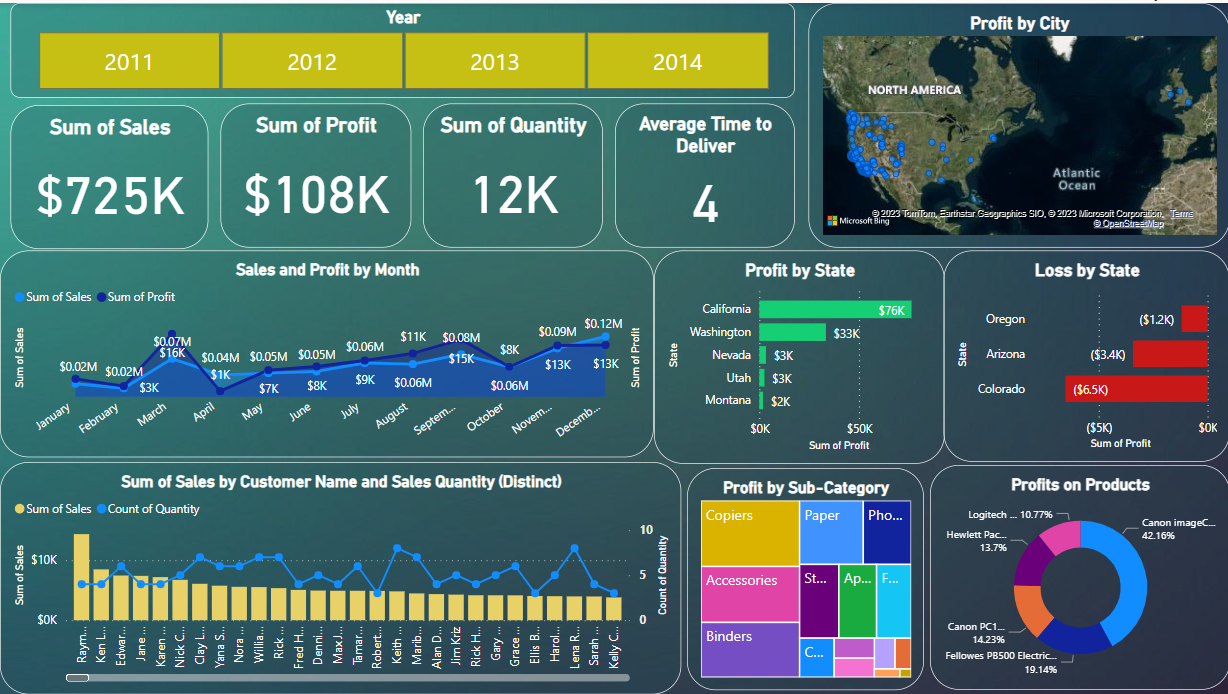 Year
2011
2012
2013
2014
Profit by City
NORTH AMERICA
Atlantic
Ocean
Microsoft Bing
© 2023 TomTom, Earthstar Geographics SIO, © 2023 Microsoft Corporation, Terms
© OpenStreetMap
Sum of Sales
$725K
Sum of Profit
$108K
Sum of Quantity
12K
Average Time to
Deliver
4
Sales and Profit by Month
Sum of Sales
Sum of Profit
Sum of Sales
Sum of Profit
$0.02M
$0.02M
$0.07M
$0.04M
$0.05M
$0.05M
$0.06M
$0.06M
$0.08M
$0.06M
$0.09M
$0.12M
$3K
$16K
$1K
$7K
$8K
$9K
$11K
$15K
$8K
$13K
$13K
January
February
March
April
May
June
July
August
Septem...
October
Novem...
Decemb...
Profit by State
State
California
$76K
Washington
$33K
Nevada
$3K
Utah
$3K
Montana
$2K
$0K
$50K
Sum of Profit
Loss by State
State
Oregon
($1.2K)
Arizona
($3.4K)
Colorado
($6.5K)
($5K)
$0K
Sum of Profit
Sum of Sales by Customer Name and Sales Quantity (Distinct)
Sum of Sales
Count of Quantity
Sum of Sales
$10K
$0K
Count of Quantity
10
5
0
Raym...
Ken L...
Edwar...
Jane ...
Karen ...
Nick C...
Clay L...
Yana S...
Nora ...
Willia...
Rick ...
Fred H...
Denni...
Max J...
Tamar...
Robert...
Keith ...
Marib...
Alan D...
Jim Kriz
Rick H...
Gary ...
Grace...
Ellis B...
Harol...
Lena R...
Sarah ...
Kelly C...
Profit by Sub-Category
Copiers
Paper
Pho...
Accessories
St...
Ap...
F...
Binders
C...
Profits on Products
Logitech ... 10.77%
Canon imageC...
42.16%
Hewlett Pac...
13.7%
Canon PC1...
14.23%
Fellowes PB500 Electric...
19.14%